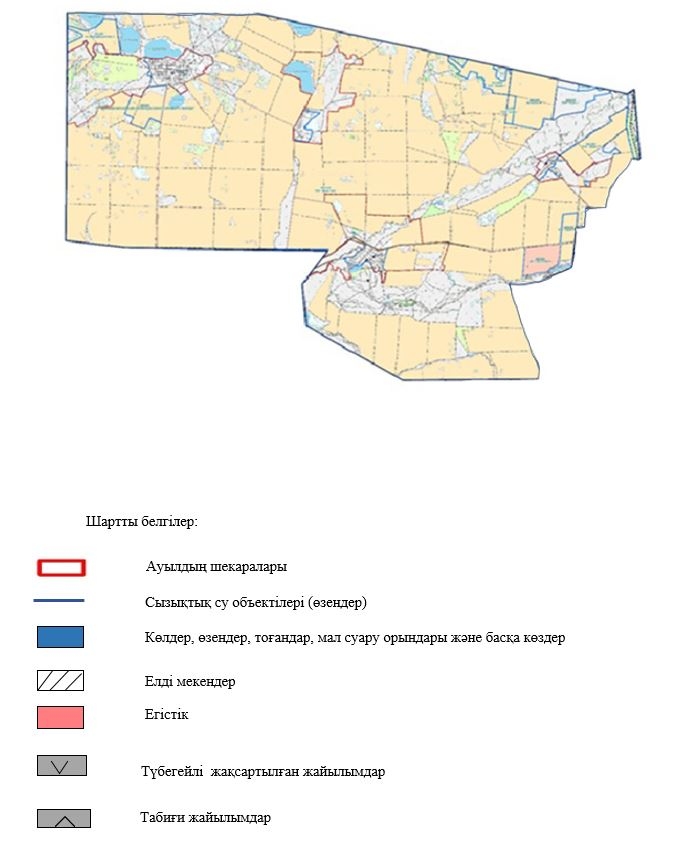 Шартты белгілер:
Ауылдың шекаралары
Сызықтық су объектілері (өзендер)
Көлдер, өзендер, тоғандар, мал суару орындары және басқа көздер
Елді мекендер
Егістік
Түбегейлі жақсартылған жайылымдар
Табиғи жайылымдар